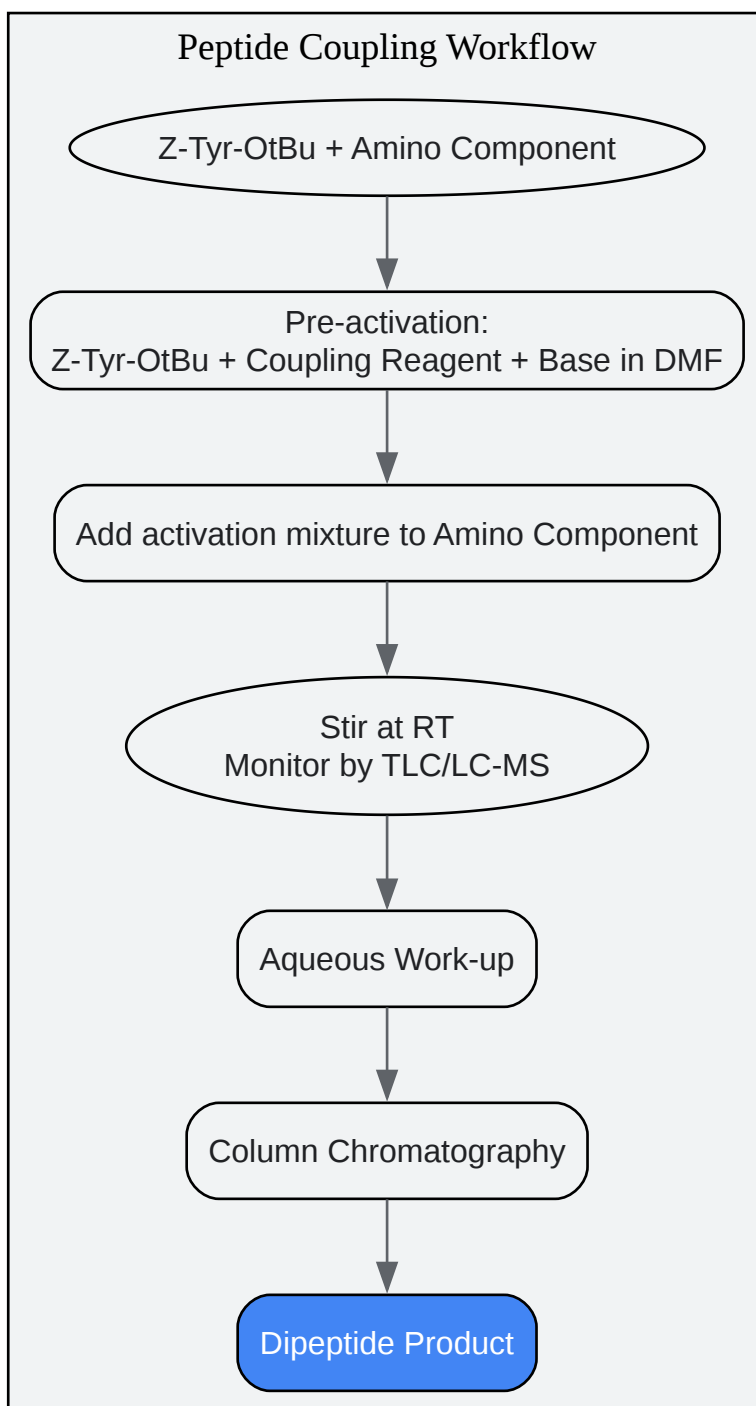 Peptide Coupling Workflow
Z-Tyr-OtBu + Amino Component
Pre-activation:
Z-Tyr-OtBu + Coupling Reagent + Base in DMF
Add activation mixture to Amino Component
Stir at RT
Monitor by TLC/LC-MS
Aqueous Work-up
Column Chromatography
Dipeptide Product